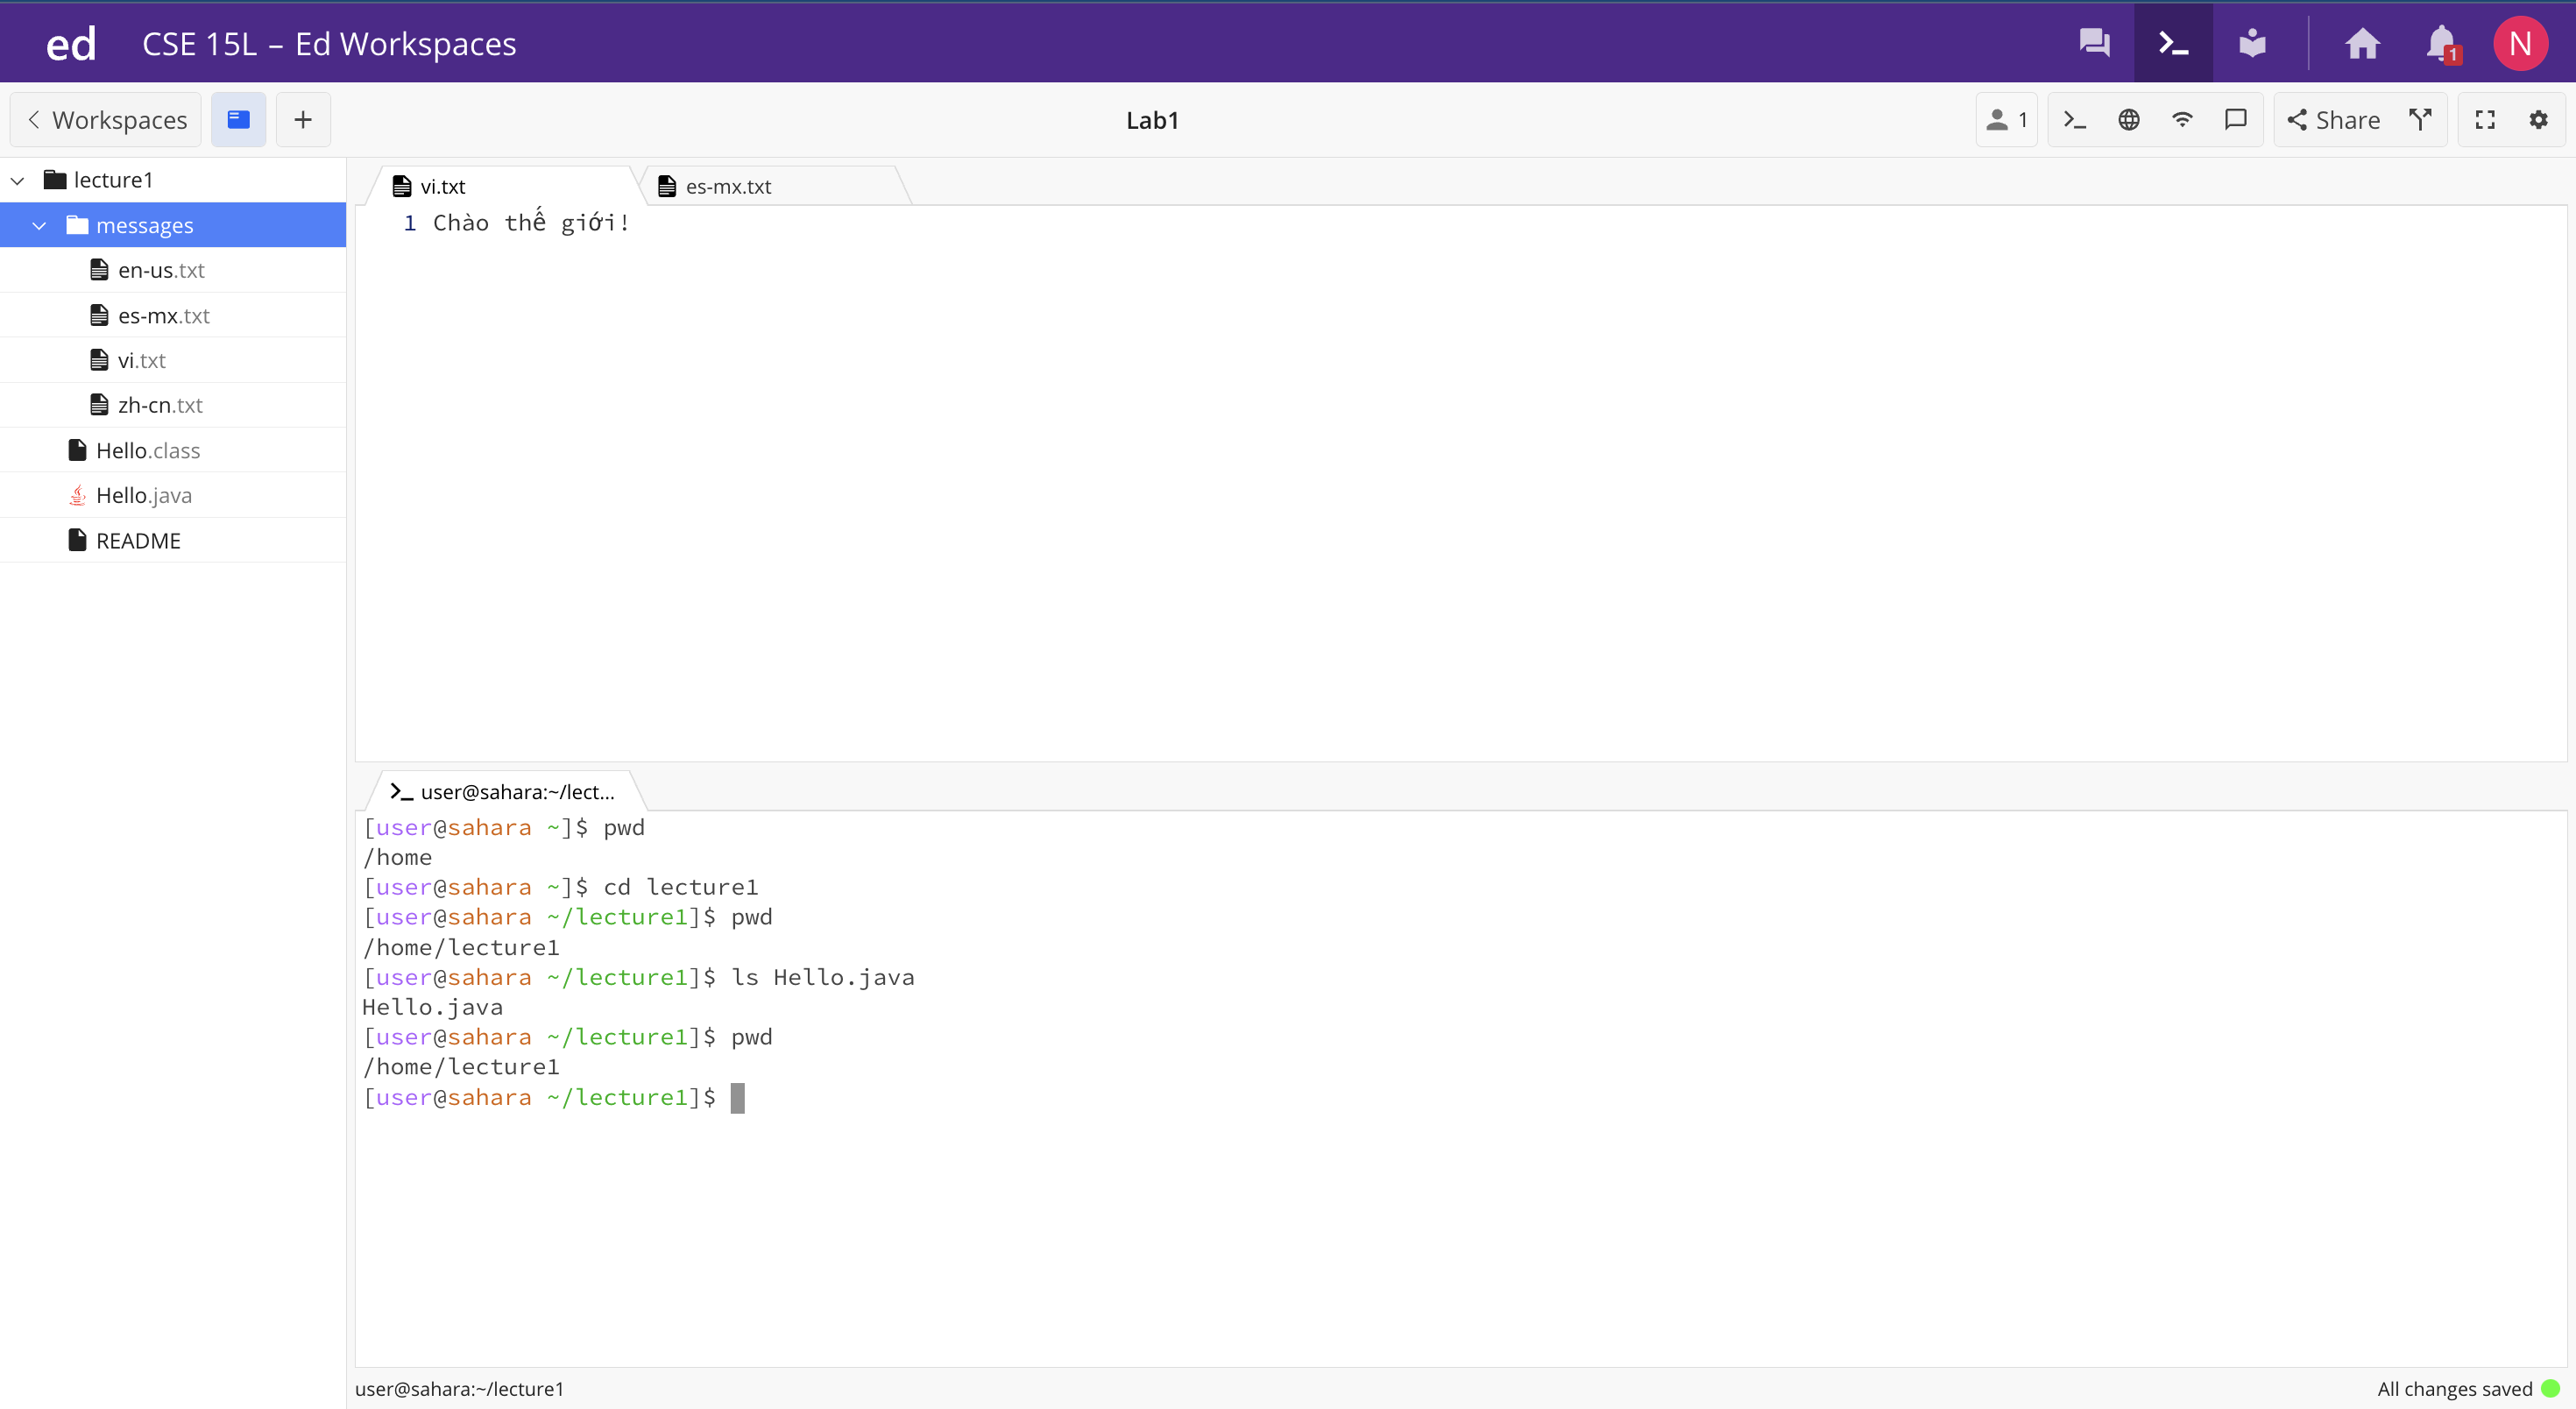 ed CSE 15L – Ed Workspaces 1 N
Workspaces + Lab1 1 Share
lecture1
messages
en-us.txt
es-mx.txt
vi.txt
zh-cn.txt
Hello.class
Hello.java
README
vi.txt es-mx.txt
1 Chào thế giới!
user@sahara:~/lect...
[user@sahara ~]$ pwd
/home
[user@sahara ~]$ cd lecture1
[user@sahara ~/lecture1]$ pwd
/home/lecture1
[user@sahara ~/lecture1]$ ls Hello.java
Hello.java
[user@sahara ~/lecture1]$ pwd
/home/lecture1
[user@sahara ~/lecture1]$
user@sahara:~/lecture1 All changes saved